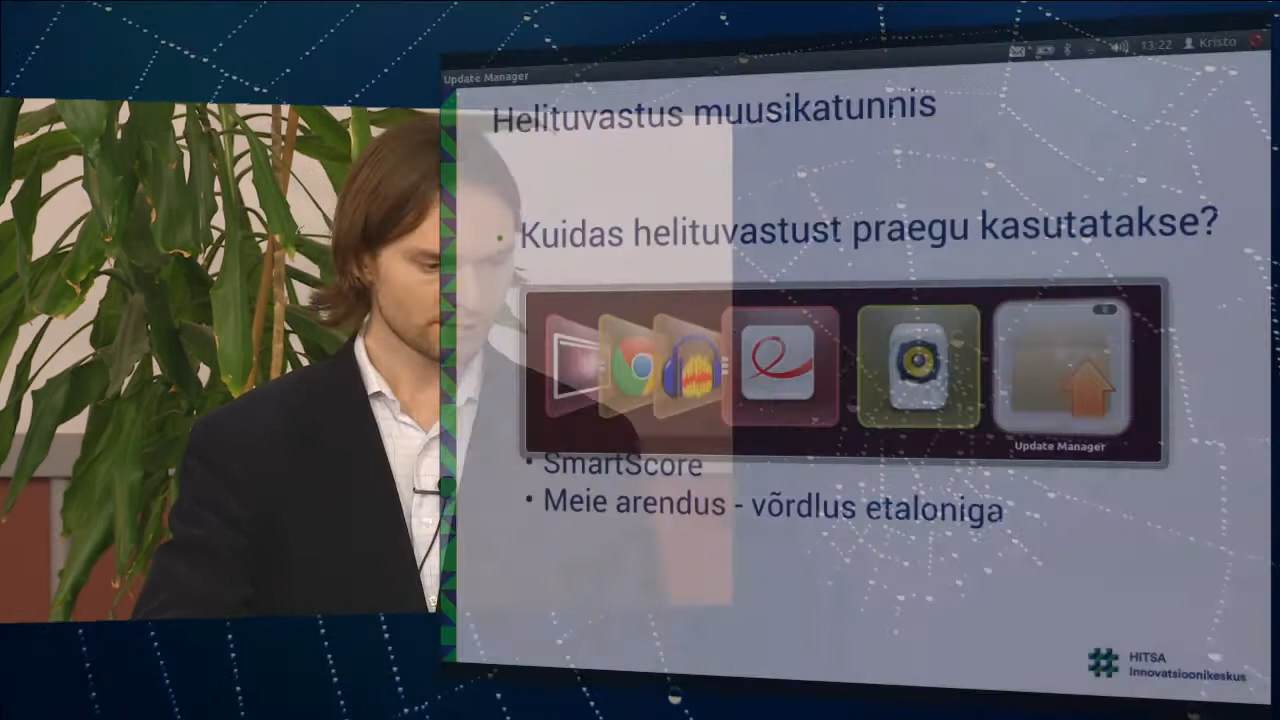 Update Manager
13:22 Kristo
Helituvastus muusikatunnis
• Kuidas helituvastust praegu kasutatakse?
Update Manager
• SmartScore
• Meie arendus - võrdlus etaloniga
HITSA
Innovatsioonikeskus